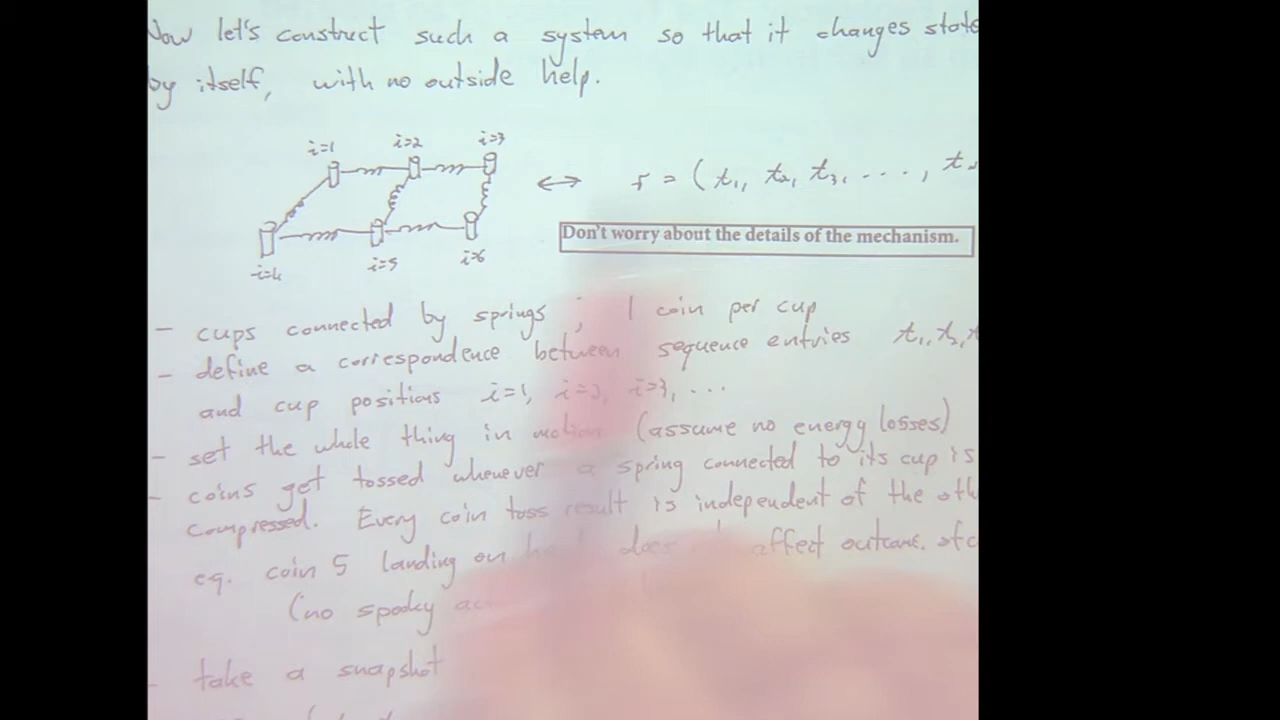 Now let's construct such a system so that it changes state
by itself, with no outside help.
i=1 i=2 i=3
↔ r = (t₁, t₂, t₃, ...,
Don't worry about the details of the mechanism.
i=4 i=5 i=6
- cups connected by springs ; 1 coin per cup
- define a correspondence between sequence entries t₁,
and cup positions i=1, i=2, i=3, ...
- set the whole thing in motion (assume no energy losses)
- coins get tossed whenever a spring connected to its cup is
compressed. Every coin toss result is independent of the
eg. coin 5 landing on affect outcome of
(no spooky
- take a snapshot